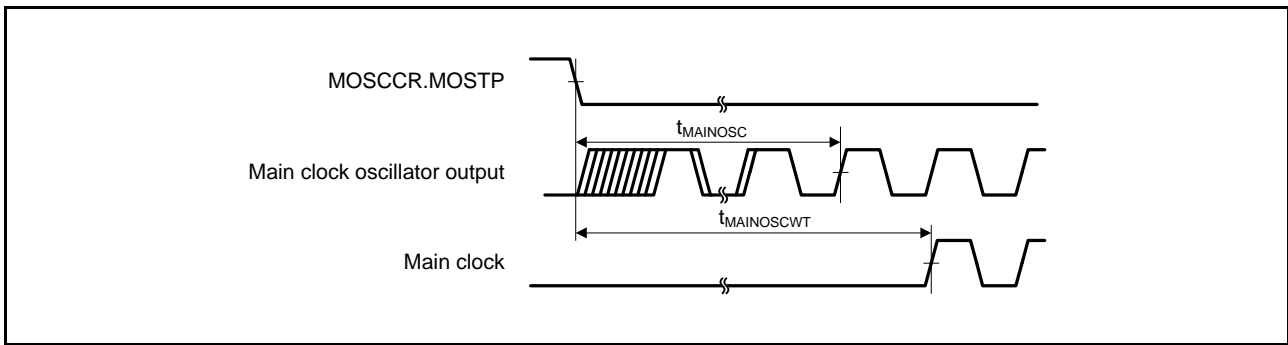 MOSCCR.MOSTP
tMAINOSC
Main clock oscillator output
tMAINOSCWT
Main clock